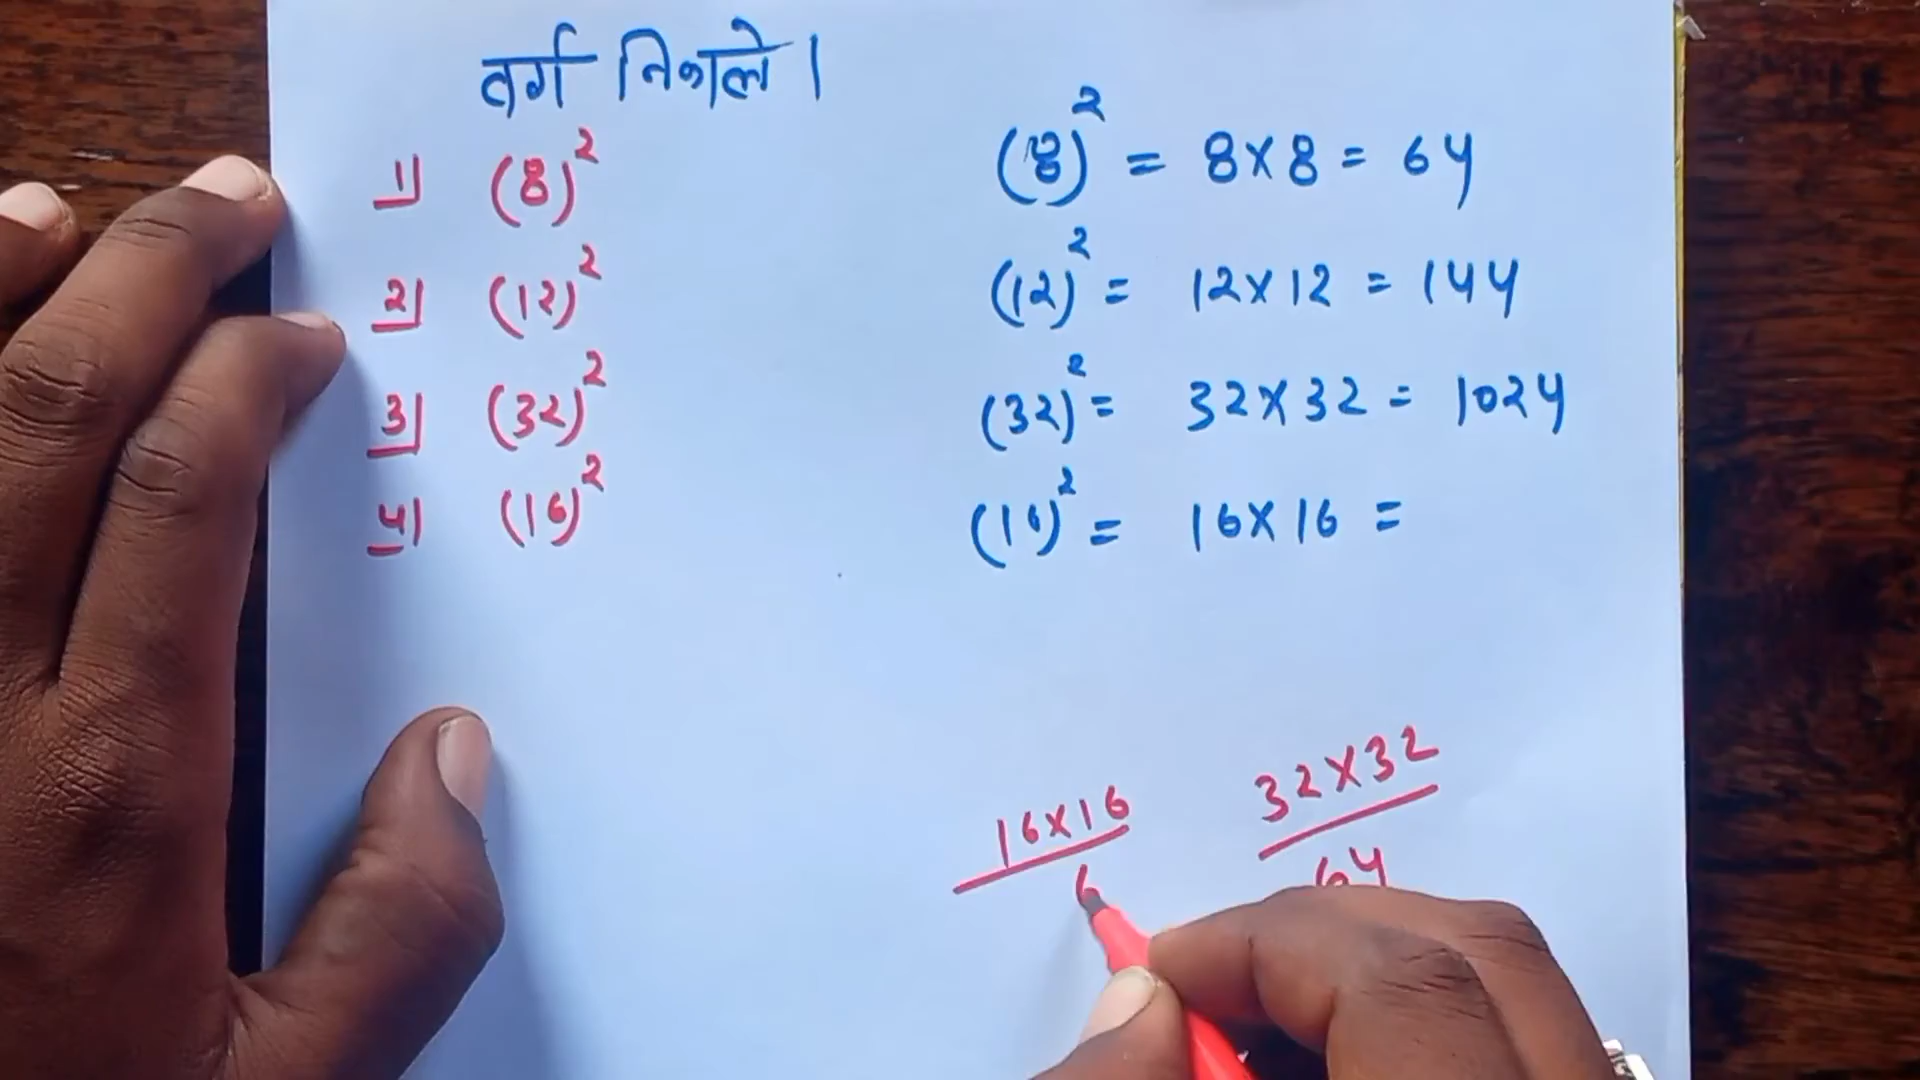 वर्ग निकाले।
1) (8)²
2) (12)²
3) (32)²
4) (16)²
(8)² = 8×8 = 64
(12)² = 12×12 = 144
(32)² = 32×32 = 1024
(16)² = 16×16 =
16×16
6
32×32
64